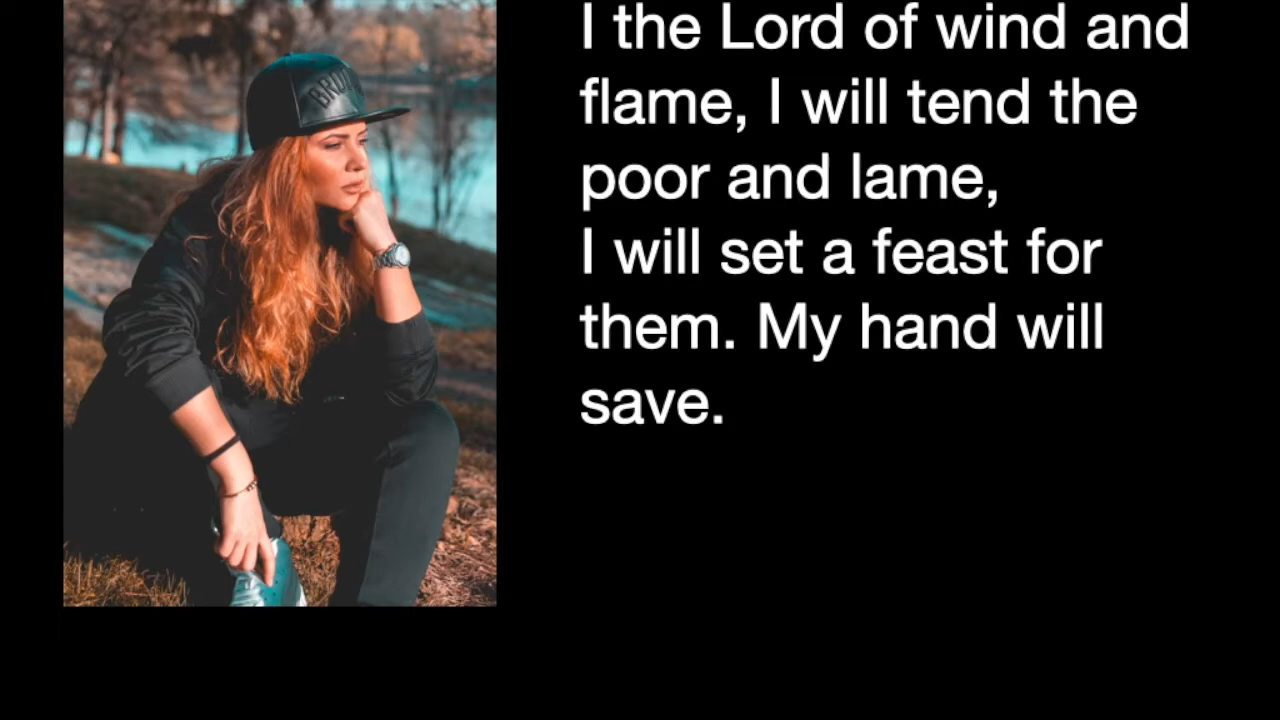 I the Lord of wind and
flame, I will tend the
poor and lame,
I will set a feast for
them. My hand will
save.